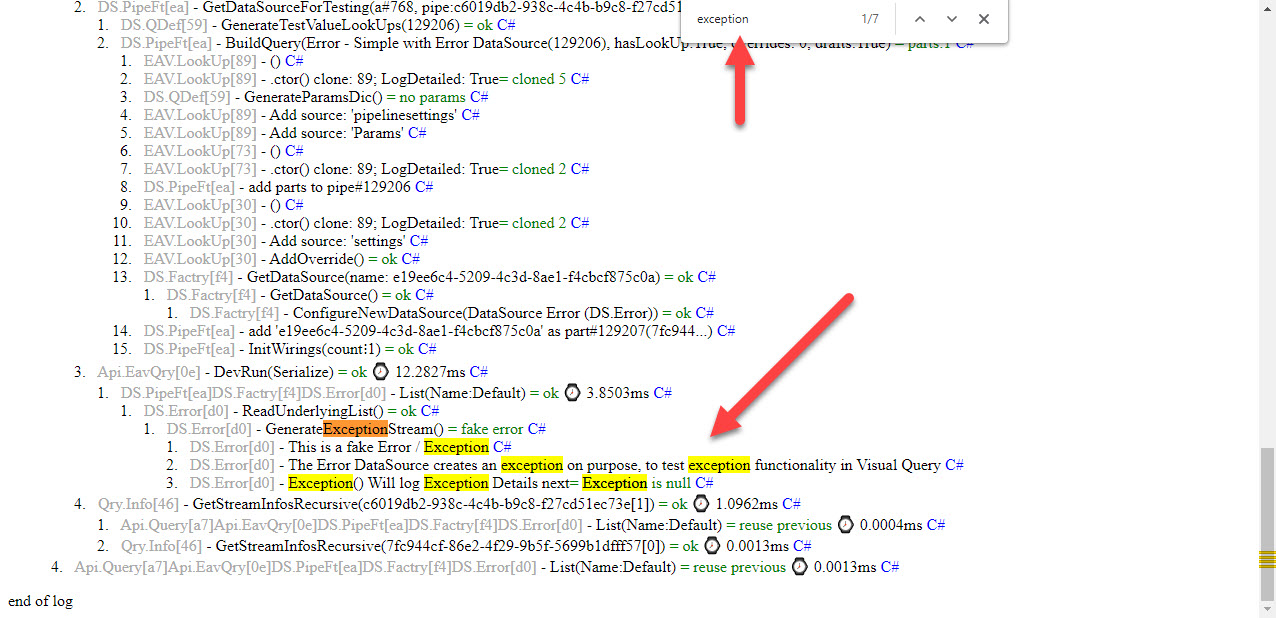 2. DS.PipeFt[ea] - GetDataSourceForTesting(a#768, pipe:c6019db2-938c-4c4b-b9c8-f27cd51
exception 1/7
1. DS.QDef[59] - GenerateTestValueLookUps(129206) = ok C#
2. DS.PipeFt[ea] - BuildQuery(Error - Simple with Error DataSource(129206), hasLookUp:True, overrides: 0, drafts:True) = parts:1 C#
1. EAV.LookUp[89] - () C#
2. EAV.LookUp[89] - .ctor() clone: 89; LogDetailed: True= cloned 5 C#
3. DS.QDef[59] - GenerateParamsDic() = no params C#
4. EAV.LookUp[89] - Add source: 'pipelinesettings' C#
5. EAV.LookUp[89] - Add source: 'Params' C#
6. EAV.LookUp[73] - () C#
7. EAV.LookUp[73] - .ctor() clone: 89; LogDetailed: True= cloned 2 C#
8. DS.PipeFt[ea] - add parts to pipe#129206 C#
9. EAV.LookUp[30] - () C#
10. EAV.LookUp[30] - .ctor() clone: 89; LogDetailed: True= cloned 2 C#
11. EAV.LookUp[30] - Add source: 'settings' C#
12. EAV.LookUp[30] - AddOverride() = ok C#
13. DS.Factry[f4] - GetDataSource(name: e19ee6c4-5209-4c3d-8ae1-f4cbcf875c0a) = ok C#
1. DS.Factry[f4] - GetDataSource() = ok C#
1. DS.Factry[f4] - ConfigureNewDataSource(DataSource Error (DS.Error)) = ok C#
14. DS.PipeFt[ea] - add 'e19ee6c4-5209-4c3d-8ae1-f4cbcf875c0a' as part#129207(7fc944...) C#
15. DS.PipeFt[ea] - InitWirings(count⁝1) = ok C#
3. Api.EavQry[0e] - DevRun(Serialize) = ok ⌚ 12.2827ms C#
1. DS.PipeFt[ea]DS.Factry[f4]DS.Error[d0] - List(Name:Default) = ok ⌚ 3.8503ms C#
1. DS.Error[d0] - ReadUnderlyingList() = ok C#
1. DS.Error[d0] - GenerateExceptionStream() = fake error C#
1. DS.Error[d0] - This is a fake Error / Exception C#
2. DS.Error[d0] - The Error DataSource creates an exception on purpose, to test exception functionality in Visual Query C#
3. DS.Error[d0] - Exception() Will log Exception Details next= Exception is null C#
4. Qry.Info[46] - GetStreamInfosRecursive(c6019db2-938c-4c4b-b9c8-f27cd51ec73e[1]) = ok ⌚ 1.0962ms C#
1. Api.Query[a7]Api.EavQry[0e]DS.PipeFt[ea]DS.Factry[f4]DS.Error[d0] - List(Name:Default) = reuse previous ⌚ 0.0004ms C#
2. Qry.Info[46] - GetStreamInfosRecursive(7fc944cf-86e2-4f29-9b5f-5699b1dfff57[0]) = ok ⌚ 0.0013ms C#
4. Api.Query[a7]Api.EavQry[0e]DS.PipeFt[ea]DS.Factry[f4]DS.Error[d0] - List(Name:Default) = reuse previous ⌚ 0.0013ms C#
end of log